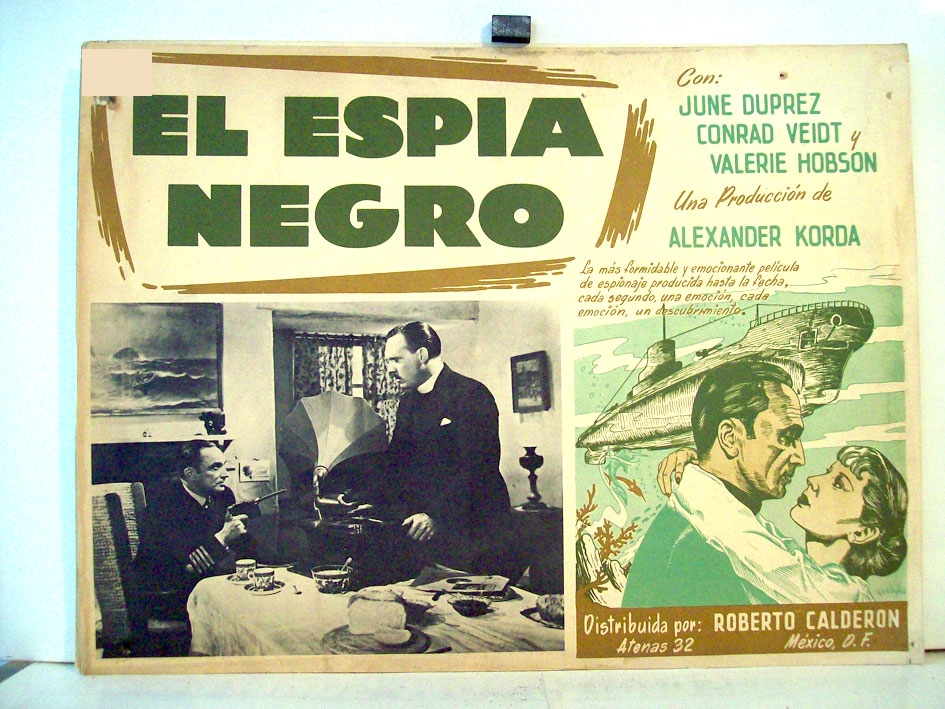 EL ESPIA
NEGRO
Con:
JUNE DUPREZ
CONRAD VEIDT y
VALERIE HOBSON
Una Producción de
ALEXANDER KORDA
La más formidable y emocionante película
de espionaje producida hasta la fecha,
cada segundo, una emoción, cada
emoción, un descubrimiento.
Distribuida por: ROBERTO CALDERON
Atenas 32 México, D. F.